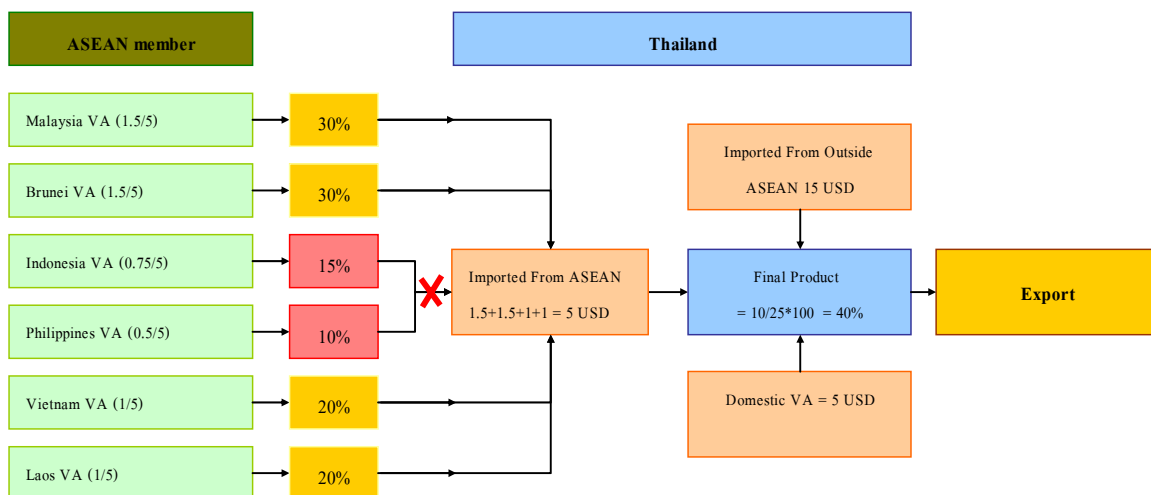 ASEAN member
Thailand
Malaysia VA (1.5/5)
30%
Brunei VA (1.5/5)
30%
Indonesia VA (0.75/5)
15%
Philippines VA (0.5/5)
10%
Vietnam VA (1/5)
20%
Laos VA (1/5)
20%
Imported From ASEAN
1.5+1.5+1+1 = 5 USD
Imported From Outside
ASEAN 15 USD
Final Product
= 10/25*100 = 40%
Domestic VA = 5 USD
Export